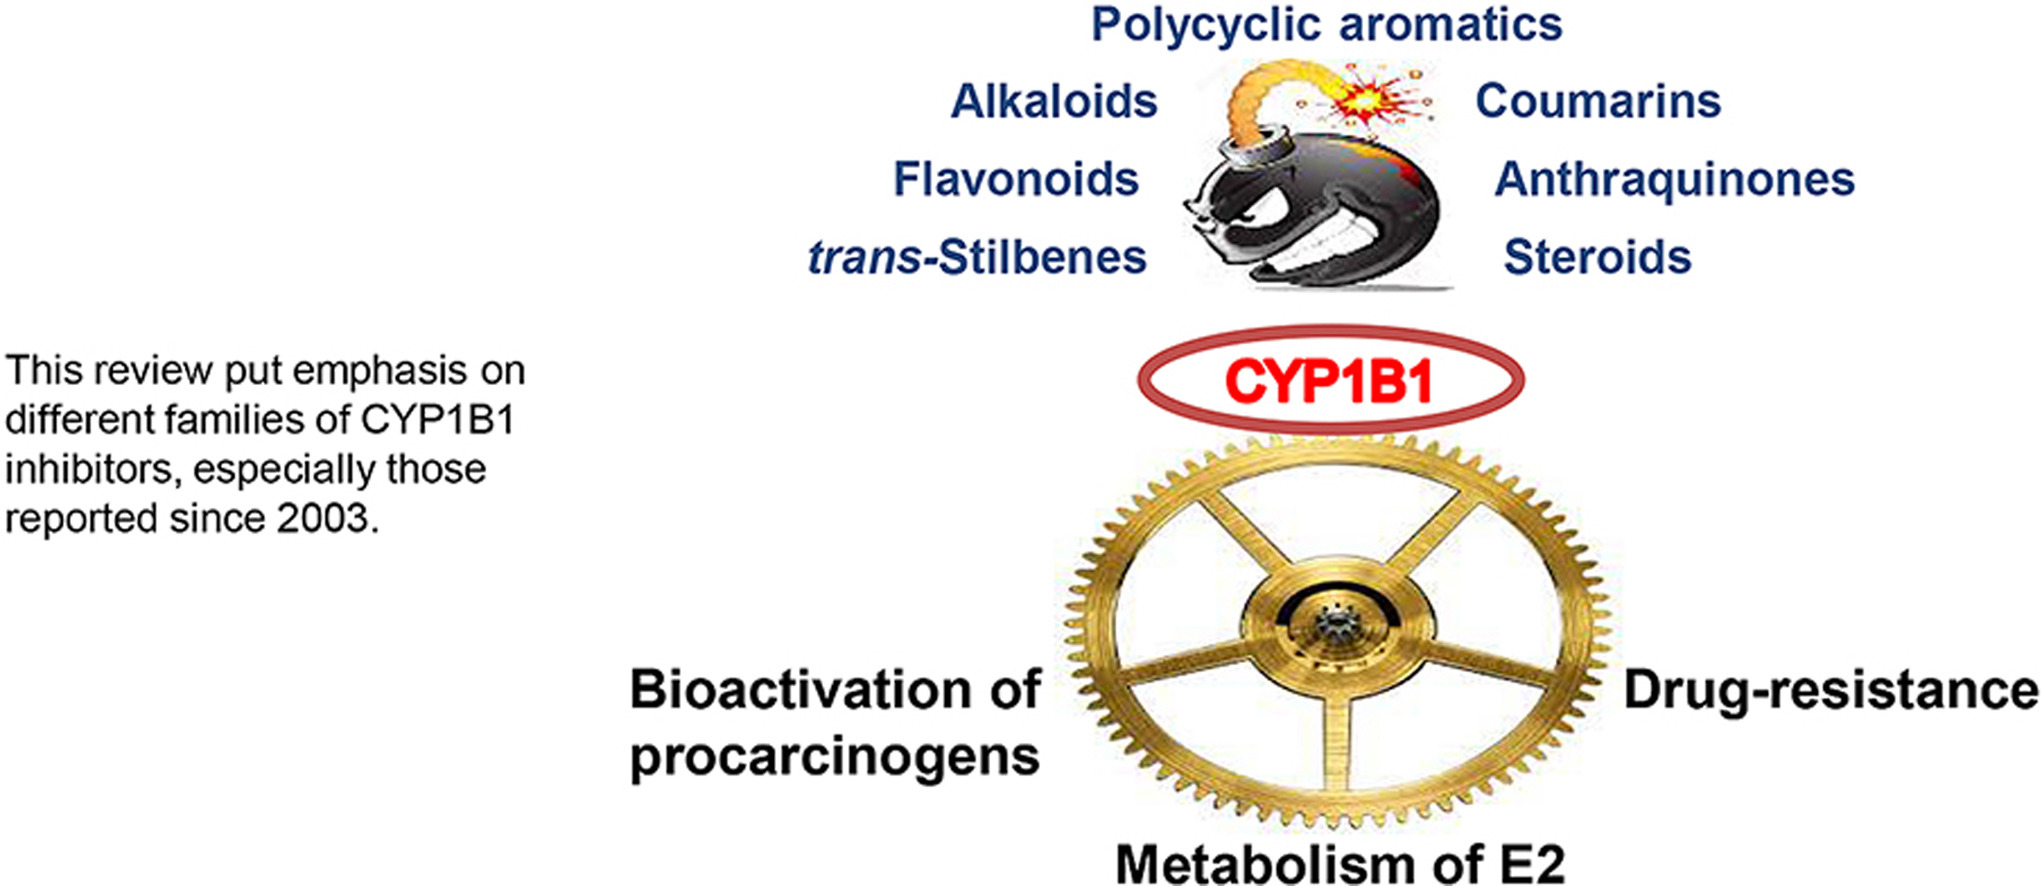 Polycyclic aromatics
Alkaloids
Coumarins
Flavonoids
Anthraquinones
trans-Stilbenes
Steroids
CYP1B1
This review put emphasis on
different families of CYP1B1
inhibitors, especially those
reported since 2003.
Bioactivation of
procarcinogens
Drug-resistance
Metabolism of E2